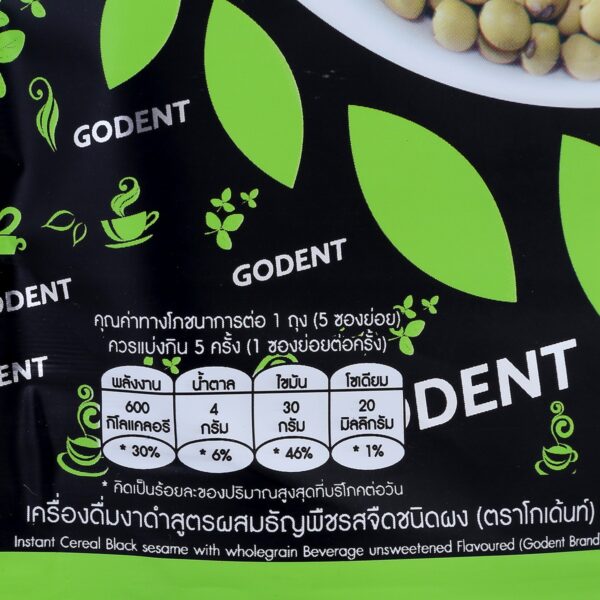 GODENT
GODENT
ODENT
คุณค่าทางโภชนาการต่อ 1 ถุง (5 ซองย่อย)
ควรแบ่งกิน 5 ครั้ง (1 ซองย่อยต่อครั้ง)
ENT
พลังงาน น้ำตาล ไขมัน โซเดียม
600 4 30 20
กิโลแคลอรี กรัม กรัม มิลลิกรัม
* 30% * 6% * 46% * 1%
ODENT
* คิดเป็นร้อยละของปริมาณสูงสุดที่บริโภคต่อวัน
เครื่องดื่มงาดำสูตรผสมธัญพืชรสจืดชนิดผง (ตราโกเด้นท์)
Instant Cereal Black sesame with wholegrain Beverage unsweetened Flavoured (Godent Brand